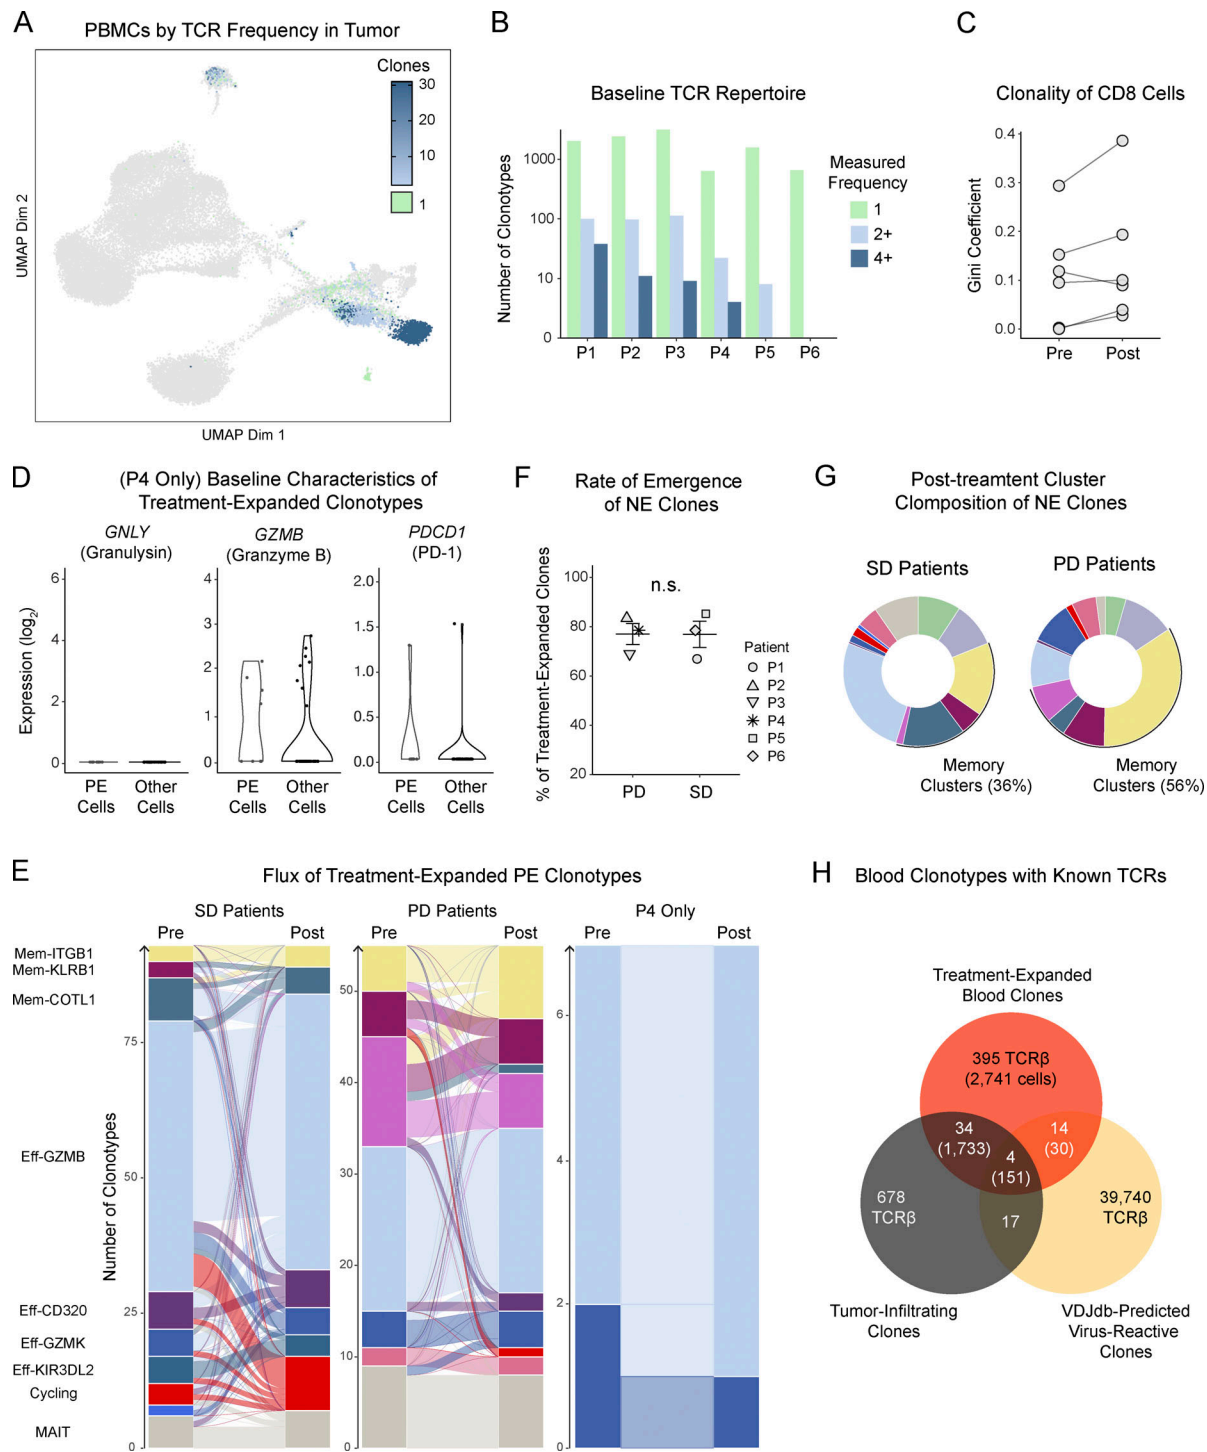 A
PBMCs by TCR Frequency in Tumor
Clones
30
20
10
1
UMAP Dim 2
UMAP Dim 1
B
Baseline TCR Repertoire
Number of Clonotypes
1000
100
10
0
P1 P2 P3 P4 P5 P6
Measured
Frequency
1
2+
4+
C
Clonality of CD8 Cells
Gini Coefficient
0.4
0.3
0.2
0.1
0.0
Pre Post
D
(P4 Only) Baseline Characteristics of
Treatment-Expanded Clonotypes
GNLY
(Granulysin)
GZMB
(Granzyme B)
PDCD1
(PD-1)
Expression (log2)
6
4
2
0
4
3
2
1
0
2.0
1.5
1.0
0.5
0.0
PE
Cells
Other
Cells
PE
Cells
Other
Cells
PE
Cells
Other
Cells
F
Rate of Emergence
of NE Clones
% of Treatment-Expanded Clones
100
80
60
40
20
n.s.
PD SD
Patient
P1
P2
P3
P4
P5
P6
G
Post-treamtent Cluster
Clomposition of NE Clones
SD Patients
PD Patients
Memory
Clusters (36%)
Memory
Clusters (56%)
E
Flux of Treatment-Expanded PE Clonotypes
SD Patients
PD Patients
P4 Only
Pre Post
Pre Post
Pre Post
Mem-ITGB1
Mem-KLRB1
Mem-COTL1
Eff-GZMB
Eff-CD320
Eff-GZMK
Eff-KIR3DL2
Cycling
MAIT
Number of Clonotypes
75
50
25
0
50
40
30
20
10
0
6
4
2
0
H
Blood Clonotypes with Known TCRs
Treatment-Expanded
Blood Clones
395 TCRβ
(2,741 cells)
34
(1,733)
14
(30)
4
(151)
678
TCRβ
17
39,740
TCRβ
Tumor-Infiltrating
Clones
VDJdb-Predicted
Virus-Reactive
Clones